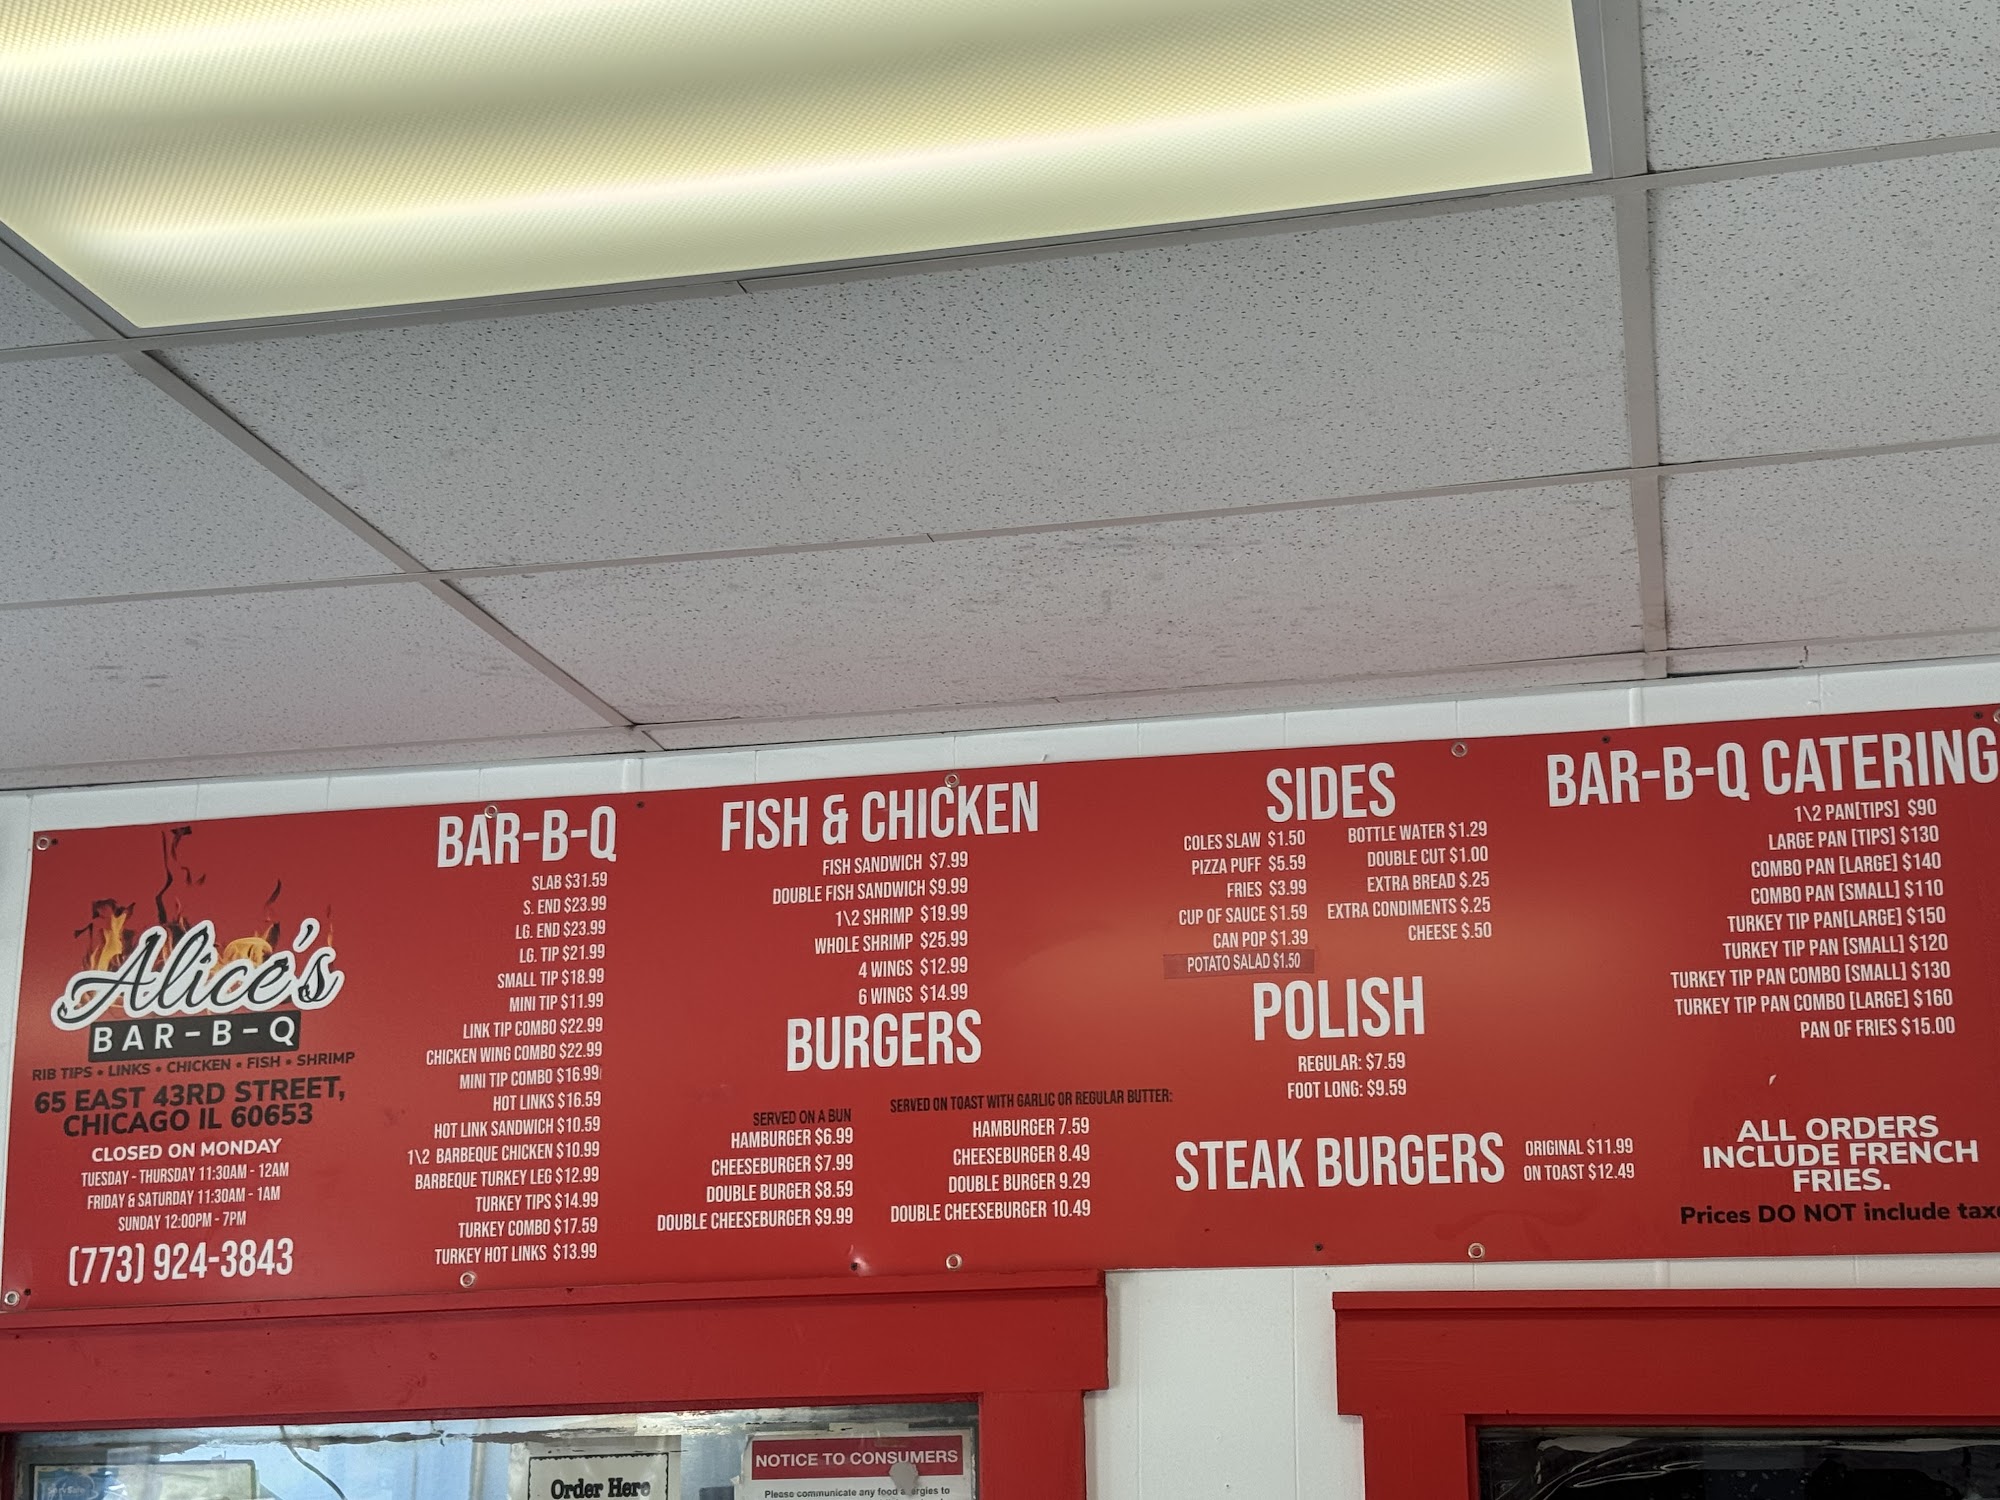 Alice's
BAR-B-Q
RIB TIPS • LINKS • CHICKEN • FISH • SHRIMP
65 EAST 43RD STREET,
CHICAGO IL 60653
CLOSED ON MONDAY
TUESDAY - THURSDAY 11:30AM - 12AM
FRIDAY & SATURDAY 11:30AM - 1AM
SUNDAY 12:00PM - 7PM
(773) 924-3843
BAR-B-Q
SLAB $31.59
S. END $23.99
LG. END $23.99
LG. TIP $21.99
SMALL TIP $18.99
MINI TIP $11.99
LINK TIP COMBO $22.99
CHICKEN WING COMBO $22.99
MINI TIP COMBO $16.99
HOT LINKS $16.59
HOT LINK SANDWICH $10.59
1\2 BARBEQUE CHICKEN $10.99
BARBEQUE TURKEY LEG $12.99
TURKEY TIPS $14.99
TURKEY COMBO $17.59
TURKEY HOT LINKS $13.99
FISH & CHICKEN
FISH SANDWICH $7.99
DOUBLE FISH SANDWICH $9.99
1\2 SHRIMP $19.99
WHOLE SHRIMP $25.99
4 WINGS $12.99
6 WINGS $14.99
BURGERS
SERVED ON A BUN
HAMBURGER $6.99
CHEESEBURGER $7.99
DOUBLE BURGER $8.59
DOUBLE CHEESEBURGER $9.99
SERVED ON TOAST WITH GARLIC OR REGULAR BUTTER:
HAMBURGER 7.59
CHEESEBURGER 8.49
DOUBLE BURGER 9.29
DOUBLE CHEESEBURGER 10.49
SIDES
COLES SLAW $1.50
PIZZA PUFF $5.59
FRIES $3.99
CUP OF SAUCE $1.59
CAN POP $1.39
POTATO SALAD $1.50
BOTTLE WATER $1.29
DOUBLE CUT $1.00
EXTRA BREAD $.25
EXTRA CONDIMENTS $.25
CHEESE $.50
POLISH
REGULAR: $7.59
FOOT LONG: $9.59
STEAK BURGERS
ORIGINAL $11.99
ON TOAST $12.49
BAR-B-Q CATERING
1\2 PAN[TIPS] $90
LARGE PAN [TIPS] $130
COMBO PAN [LARGE] $140
COMBO PAN [SMALL] $110
TURKEY TIP PAN[LARGE] $150
TURKEY TIP PAN [SMALL] $120
TURKEY TIP PAN COMBO [SMALL] $130
TURKEY TIP PAN COMBO [LARGE] $160
PAN OF FRIES $15.00
ALL ORDERS
INCLUDE FRENCH
FRIES.
Prices DO NOT include
Order Here
NOTICE TO CONSUMERS
Please communicate any food to